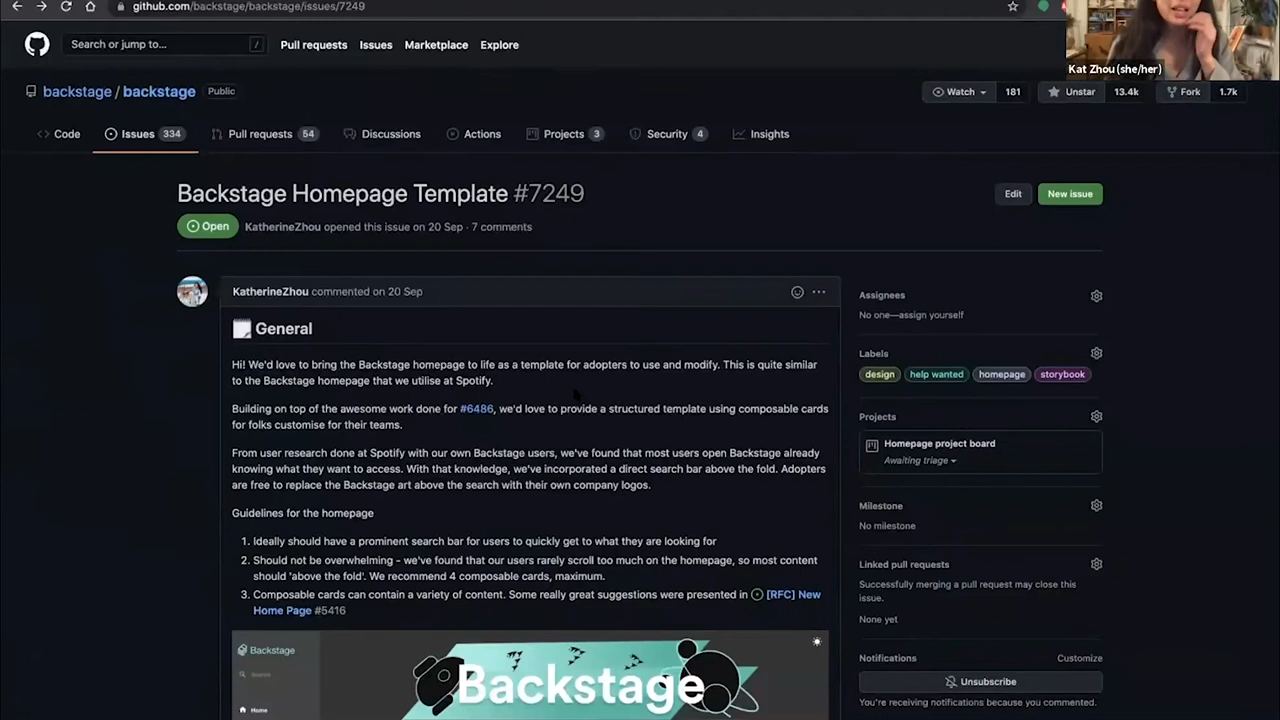 github.com/backstage/backstage/issues/7249
Kat Zhou (she/her)
Search or jump to... /
Pull requests Issues Marketplace Explore
backstage / backstage Public
Watch 181 Unstar 13.4k Fork 1.7k
Code Issues 334 Pull requests 54 Discussions Actions Projects 3 Security 4 Insights
Backstage Homepage Template #7249
Edit New issue
Open KatherineZhou opened this issue on 20 Sep · 7 comments
KatherineZhou commented on 20 Sep
General
Hi! We'd love to bring the Backstage homepage to life as a template for adopters to use and modify. This is quite similar
to the Backstage homepage that we utilise at Spotify.
Building on top of the awesome work done for #6486, we'd love to provide a structured template using composable cards
for folks customise for their teams.
From user research done at Spotify with our own Backstage users, we've found that most users open Backstage already
knowing what they want to access. With that knowledge, we've incorporated a direct search bar above the fold. Adopters
are free to replace the Backstage art above the search with their own company logos.
Guidelines for the homepage
1. Ideally should have a prominent search bar for users to quickly get to what they are looking for
2. Should not be overwhelming - we've found that our users rarely scroll too much on the homepage, so most content
should 'above the fold'. We recommend 4 composable cards, maximum.
3. Composable cards can contain a variety of content. Some really great suggestions were presented in [RFC] New
Home Page #5416
Backstage
Search
Home
Backstage
Assignees
No one—assign yourself
Labels
design help wanted homepage storybook
Projects
Homepage project board
Awaiting triage
Milestone
No milestone
Linked pull requests
Successfully merging a pull request may close this
issue.
None yet
Notifications Customize
Unsubscribe
You're receiving notifications because you commented.